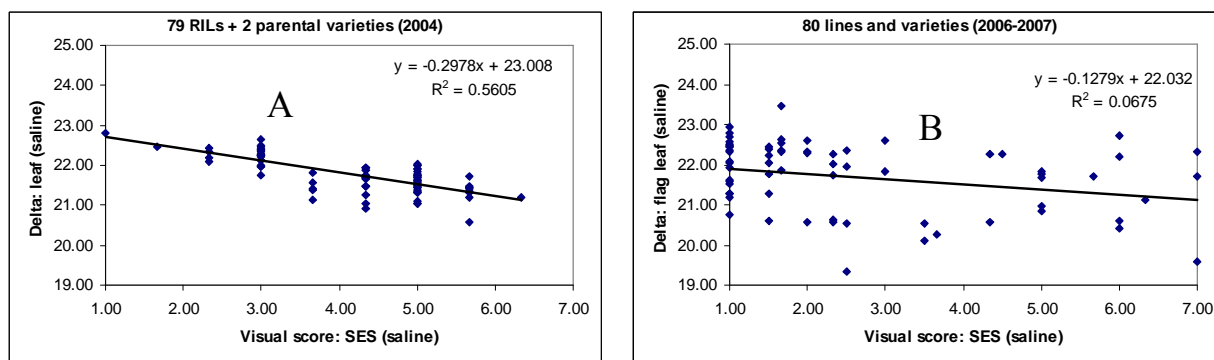 79 RILs + 2 parental varieties (2004)
25.00
24.00
23.00
22.00
21.00
20.00
19.00
1.00 2.00 3.00 4.00 5.00 6.00 7.00
Delta: leaf (saline)
Visual score: SES (saline)
y = -0.2978x + 23.008
R² = 0.5605
A
80 lines and varieties (2006-2007)
25.00
24.00
23.00
22.00
21.00
20.00
19.00
1.00 2.00 3.00 4.00 5.00 6.00 7.00
Delta: flag leaf (saline)
Visual score: SES (saline)
y = -0.1279x + 22.032
R² = 0.0675
B